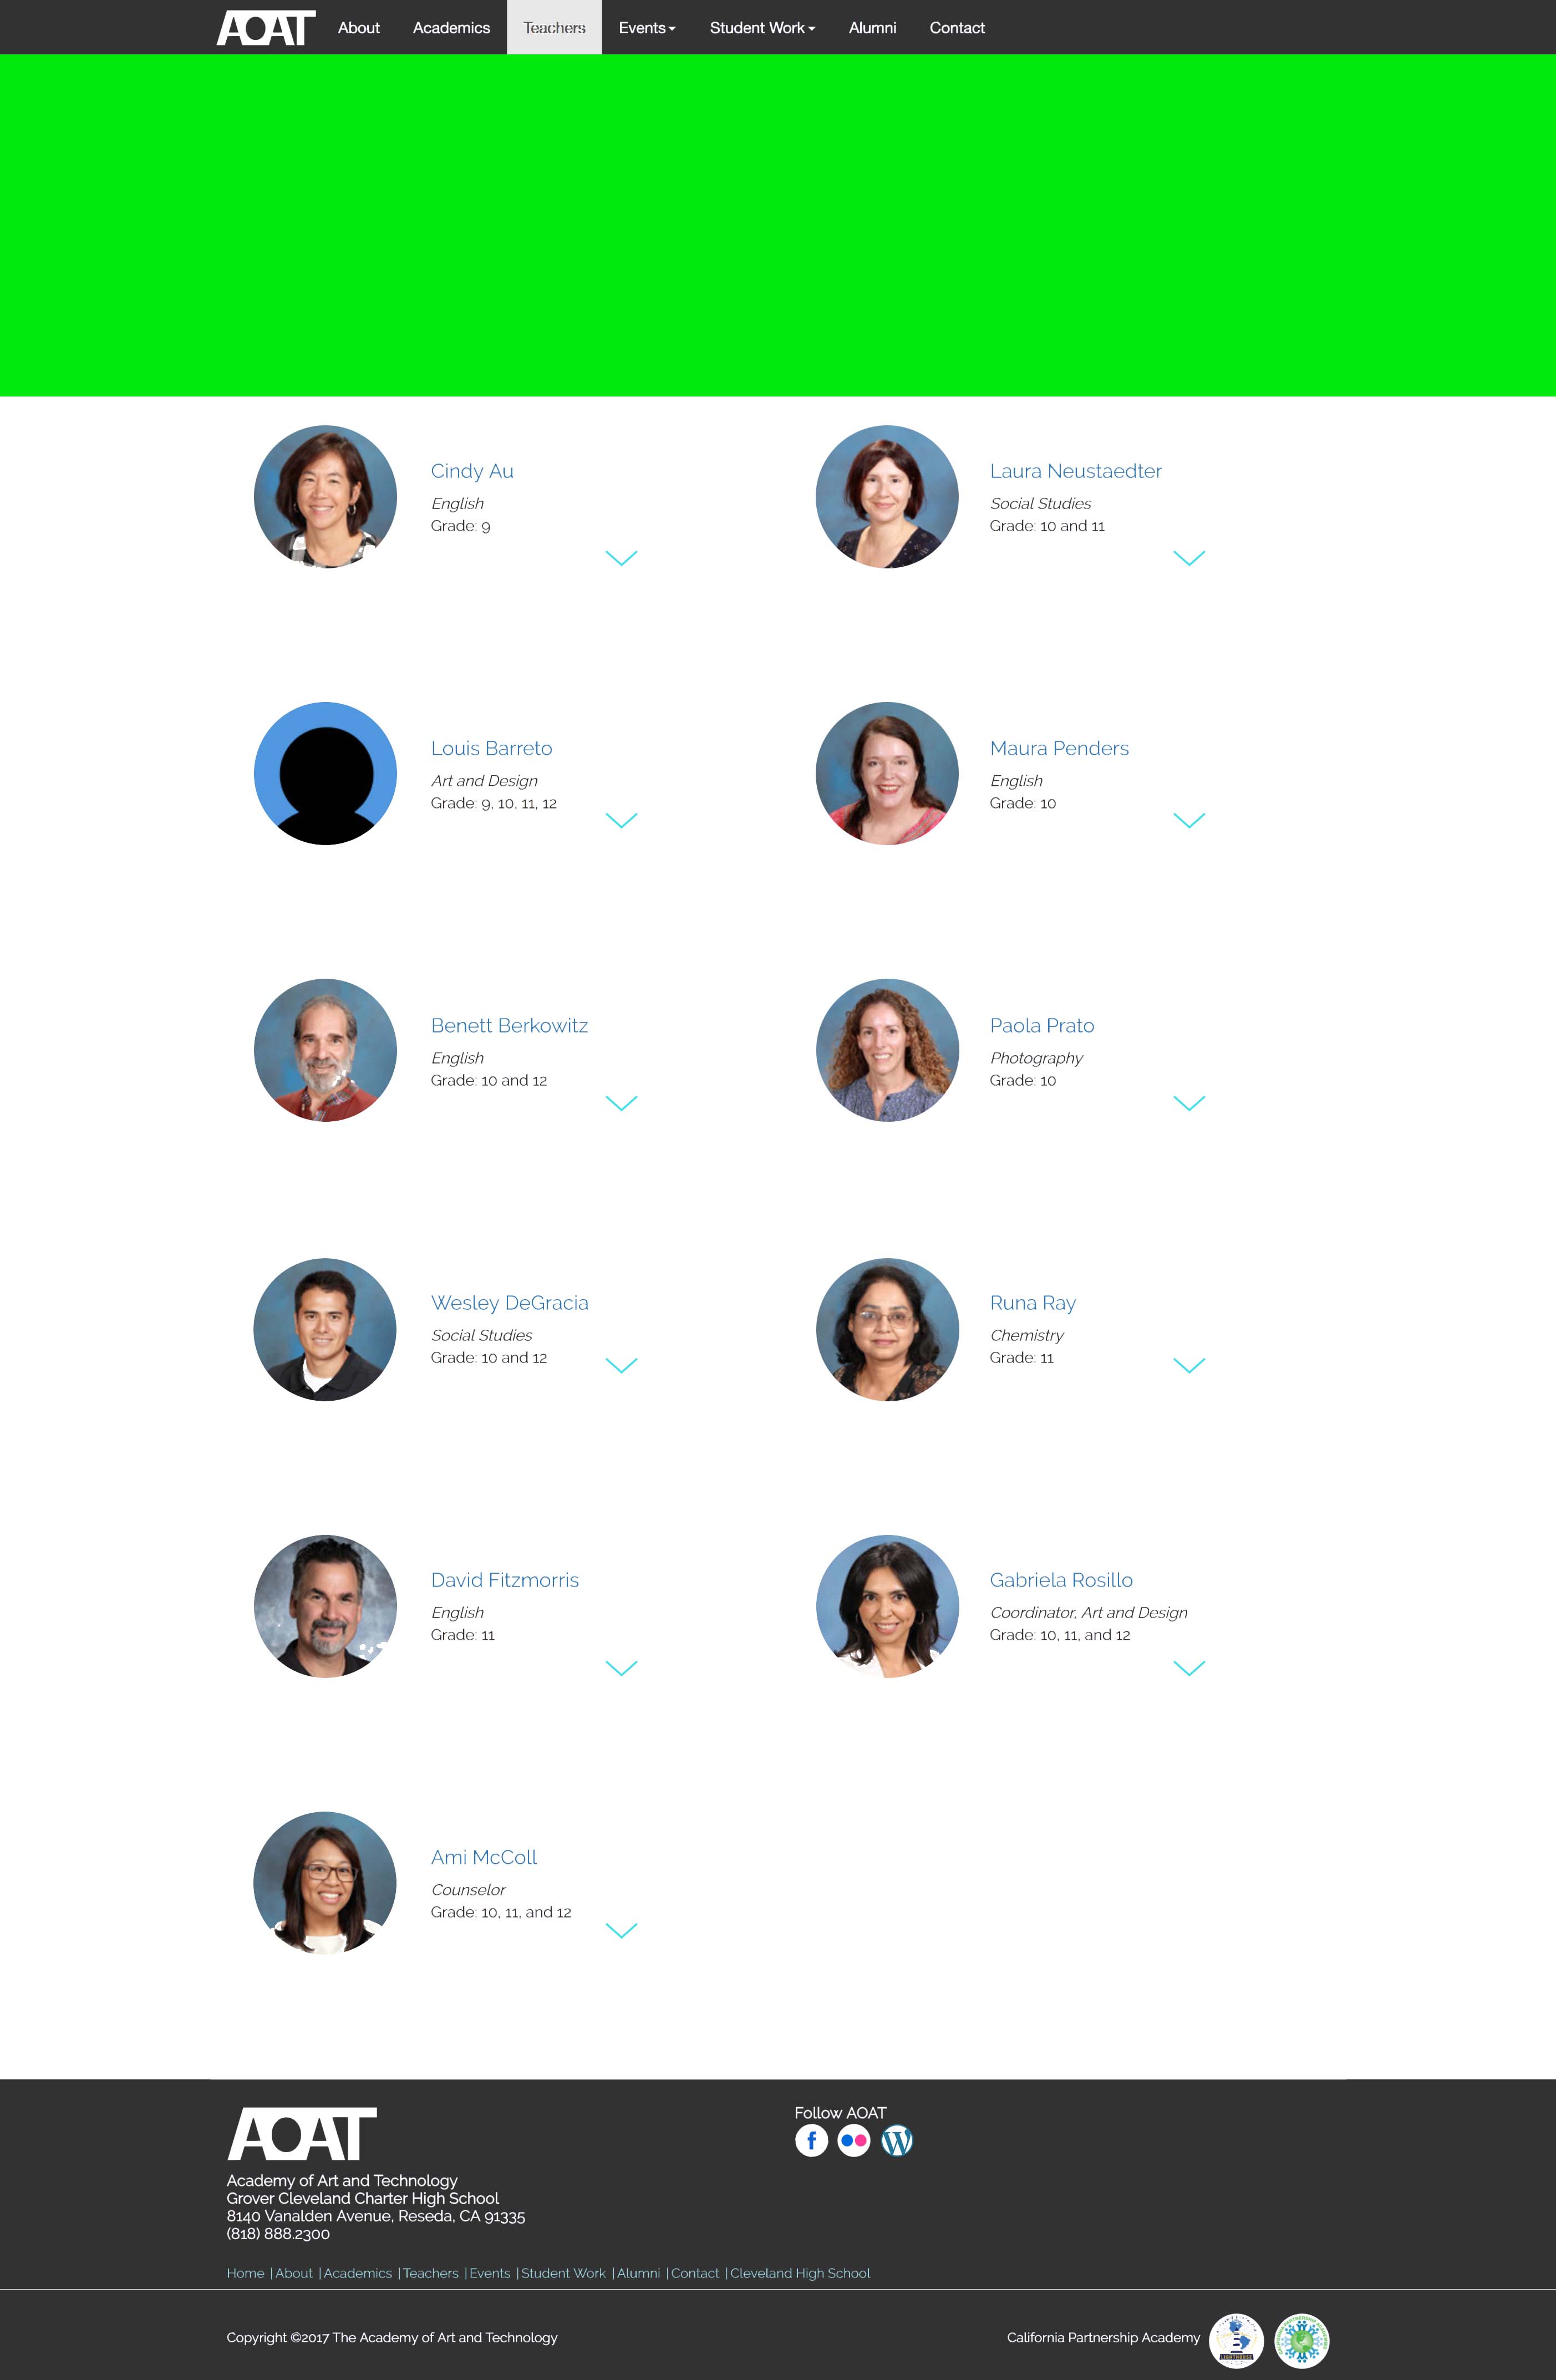 AOAT About Academics Teachers Events Student Work Alumni Contact
Cindy Au
English
Grade: 9
Laura Neustaedter
Social Studies
Grade: 10 and 11
Louis Barreto
Art and Design
Grade: 9, 10, 11, 12
Maura Penders
English
Grade: 10
Benett Berkowitz
English
Grade: 10 and 12
Paola Prato
Photography
Grade: 10
Wesley DeGracia
Social Studies
Grade: 10 and 12
Runa Ray
Chemistry
Grade: 11
David Fitzmorris
English
Grade: 11
Gabriela Rosillo
Coordinator, Art and Design
Grade: 10, 11, and 12
Ami McColl
Counselor
Grade: 10, 11, and 12
AOAT
Academy of Art and Technology
Grover Cleveland Charter High School
8140 Vanalden Avenue, Reseda, CA 91335
(818) 888.2300
Follow AOAT
Home | About | Academics | Teachers | Events | Student Work | Alumni | Contact | Cleveland High School
Copyright ©2017 The Academy of Art and Technology
California Partnership Academy
LIGHTHOUSE